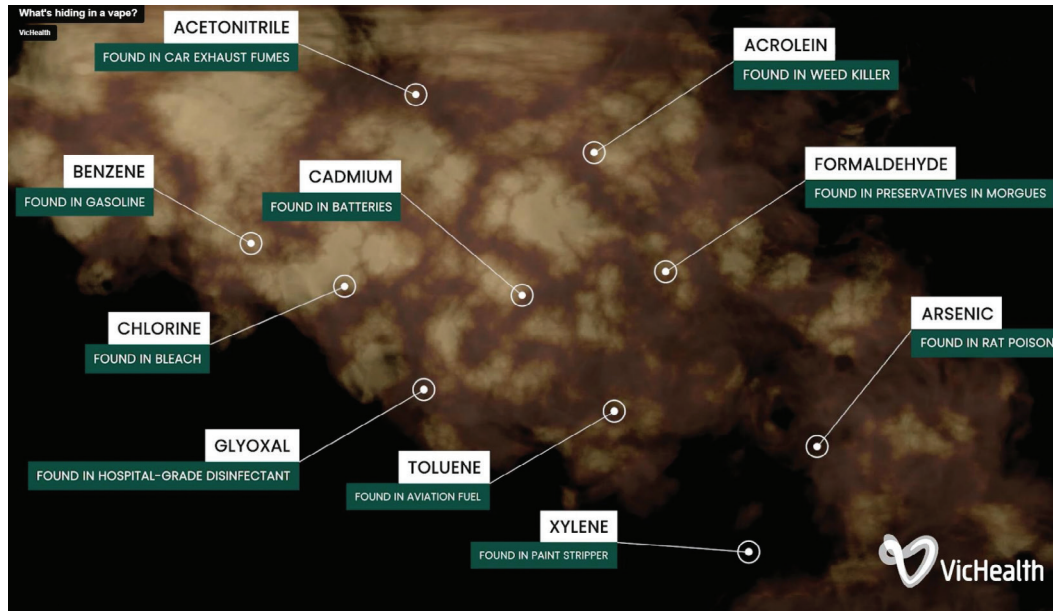 What's hiding in a vape?
VicHealth
ACETONITRILE
FOUND IN CAR EXHAUST FUMES
ACROLEIN
FOUND IN WEED KILLER
BENZENE
FOUND IN GASOLINE
CADMIUM
FOUND IN BATTERIES
FORMALDEHYDE
FOUND IN PRESERVATIVES IN MORGUES
CHLORINE
FOUND IN BLEACH
ARSENIC
FOUND IN RAT POISON
GLYOXAL
FOUND IN HOSPITAL-GRADE DISINFECTANT
TOLUENE
FOUND IN AVIATION FUEL
XYLENE
FOUND IN PAINT STRIPPER
VicHealth